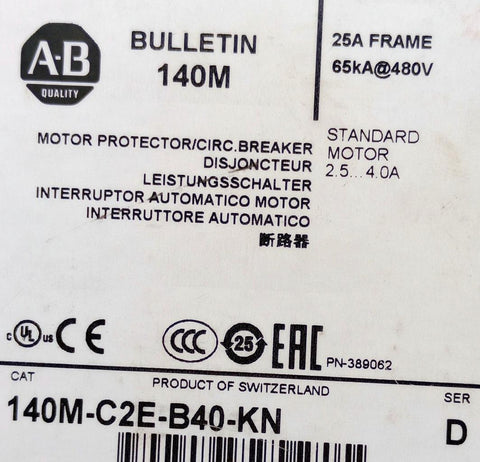 A-B
QUALITY
BULLETIN
140M
25A FRAME
65kA@480V
MOTOR PROTECTOR/CIRC.BREAKER
DISJONCTEUR
LEISTUNGSSCHALTER
INTERRUPTOR AUTOMATICO MOTOR
INTERRUTTORE AUTOMATICO
断路器
STANDARD
MOTOR
2.5...4.0A
c UL us CE CCC 25 EAC
PN-389062
CAT
PRODUCT OF SWITZERLAND
SER
140M-C2E-B40-KN
D